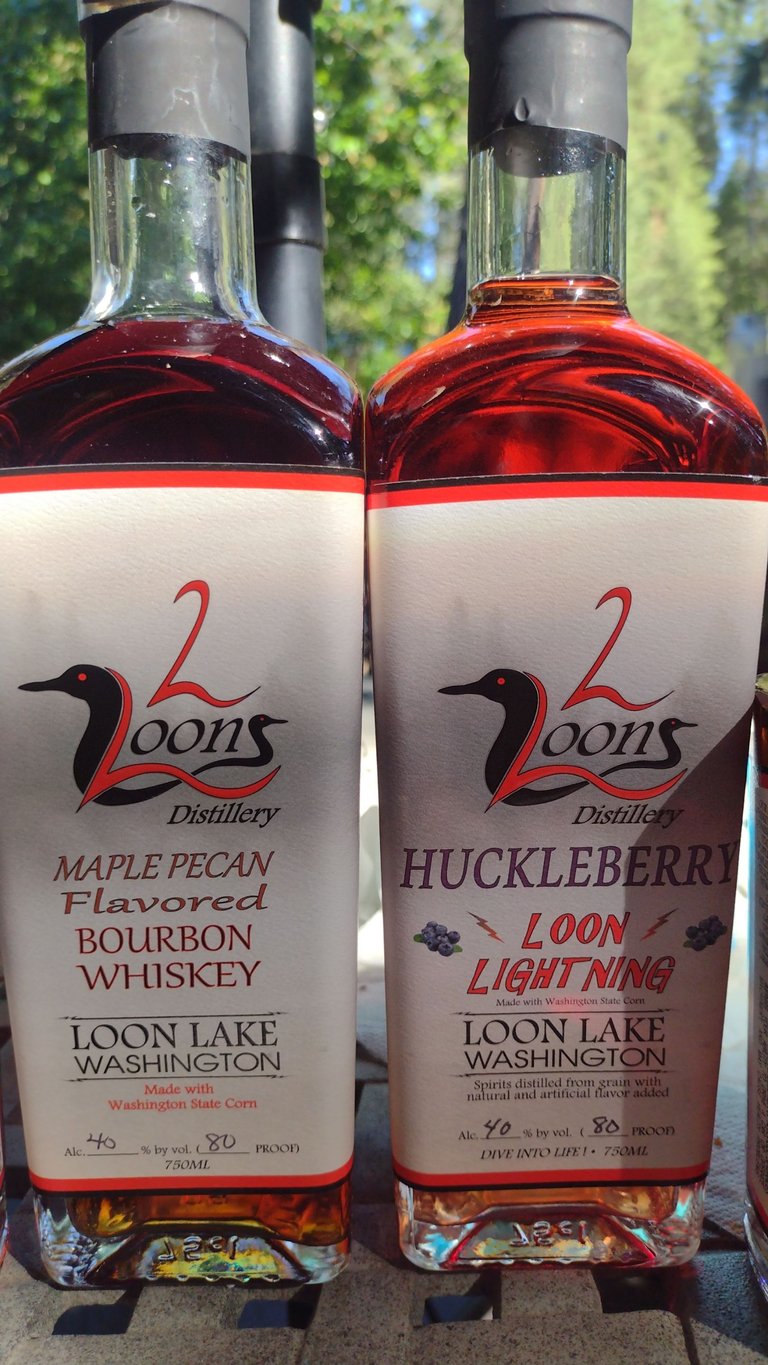 2
Loons
Distillery
MAPLE PECAN
Flavored
BOURBON
WHISKEY
LOON LAKE
WASHINGTON
Made with
Washington State Corn
Alc. 40 % by vol. ( 80 PROOF)
750ML
2
Loons
Distillery
HUCKLEBERRY
LOON
LIGHTNING
Made with Washington State Corn
LOON LAKE
WASHINGTON
Spirits distilled from grain with
natural and artificial flavor added
Alc. 40 % by vol. ( 80 PROOF)
DIVE INTO LIFE! • 750ML